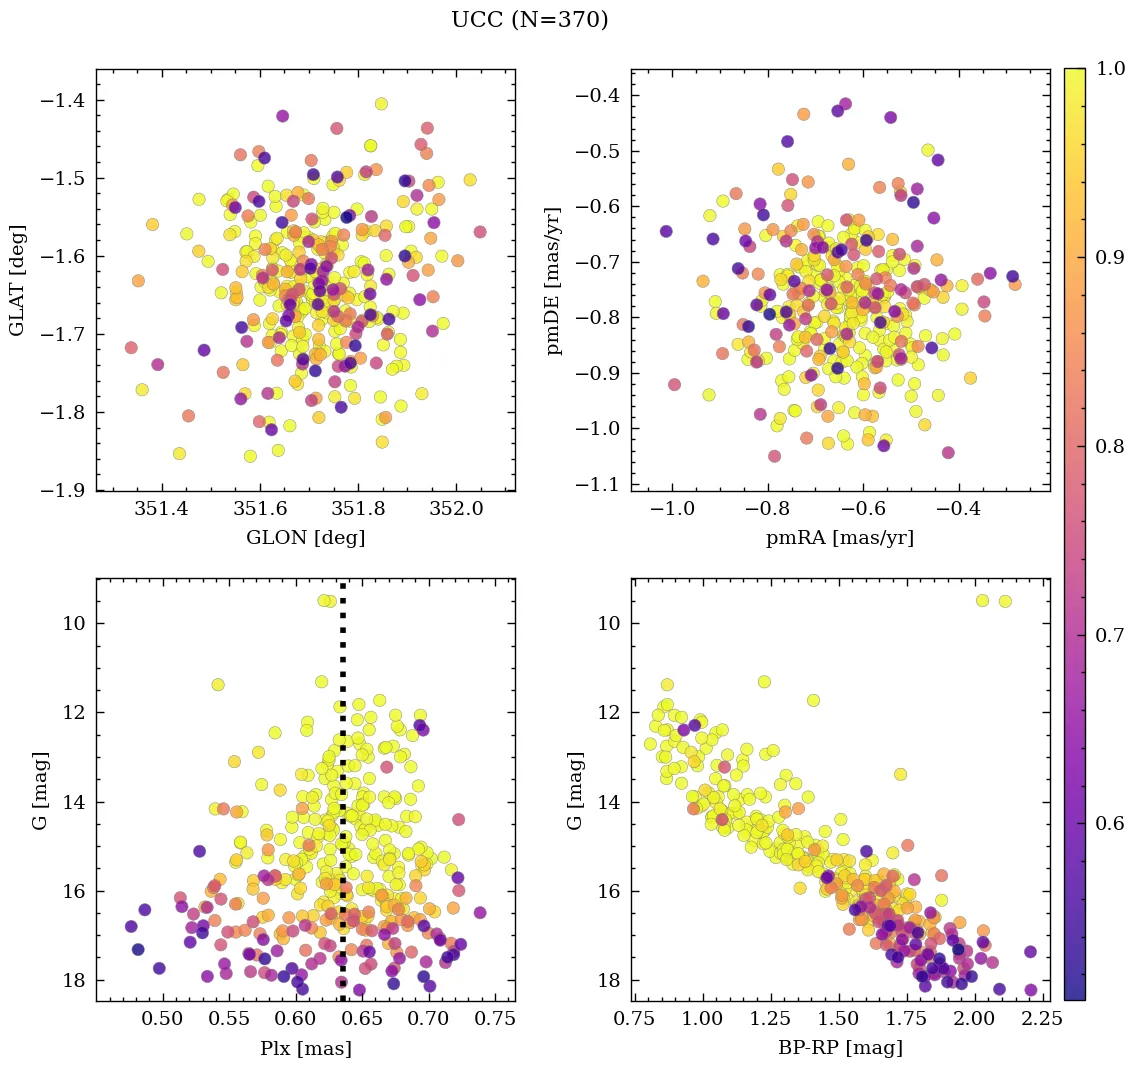 UCC (N=370)
−1.4
−1.5
−1.6
−1.7
−1.8
−1.9
GLAT [deg]
351.4 351.6 351.8 352.0
GLON [deg]
−0.4
−0.5
−0.6
−0.7
−0.8
−0.9
−1.0
−1.1
pmDE [mas/yr]
−1.0 −0.8 −0.6 −0.4
pmRA [mas/yr]
1.0
0.9
0.8
0.7
0.6
10
12
14
16
18
G [mag]
0.50 0.55 0.60 0.65 0.70 0.75
Plx [mas]
10
12
14
16
18
G [mag]
0.75 1.00 1.25 1.50 1.75 2.00 2.25
BP-RP [mag]